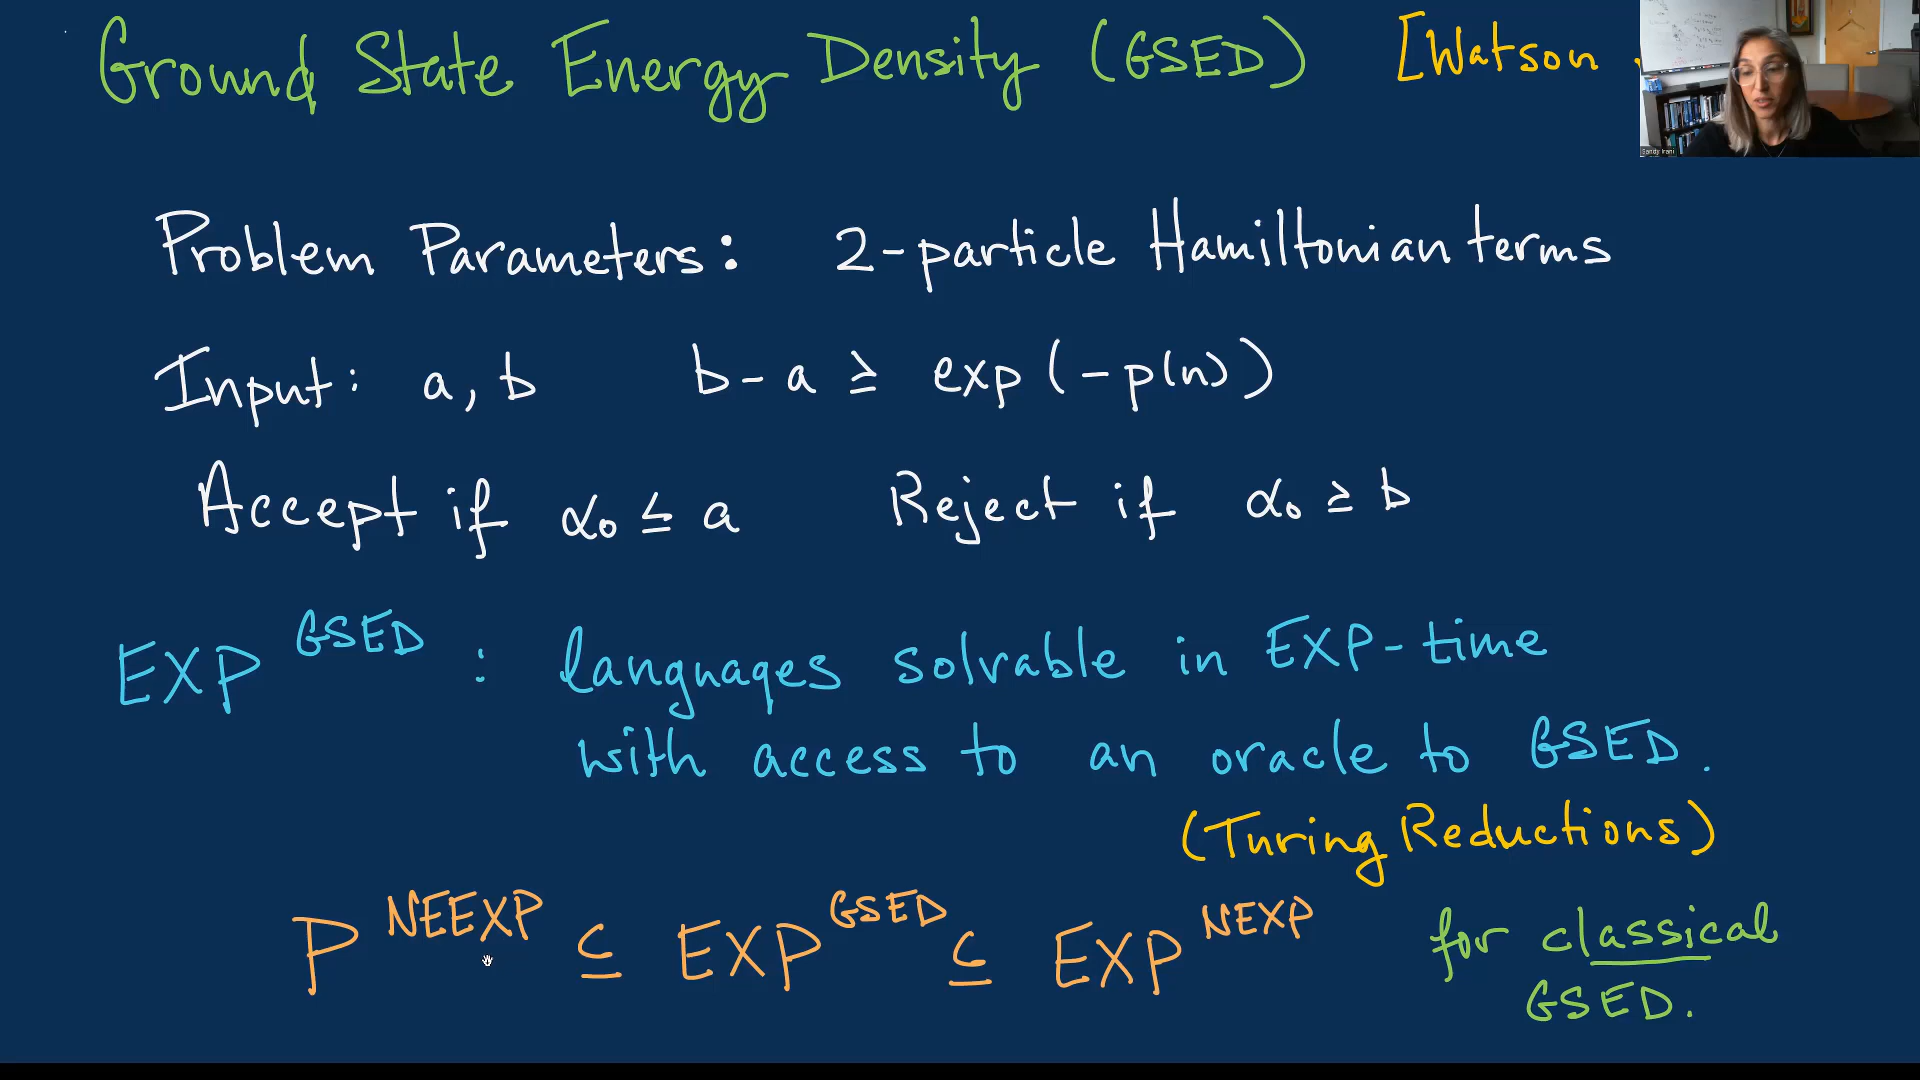 Ground State Energy Density (GSED) [Watson
Sandy Irani
Problem Parameters: 2-particle Hamiltonian terms
Input: a, b b - a ≥ exp(-p(n))
Accept if α₀ ≤ a Reject if α₀ ≥ b
EXP^GSED : languages solvable in EXP-time
with access to an oracle to GSED.
(Turing Reductions)
P^NEEXP ⊆ EXP^GSED ⊆ EXP^NEXP for classical
GSED.